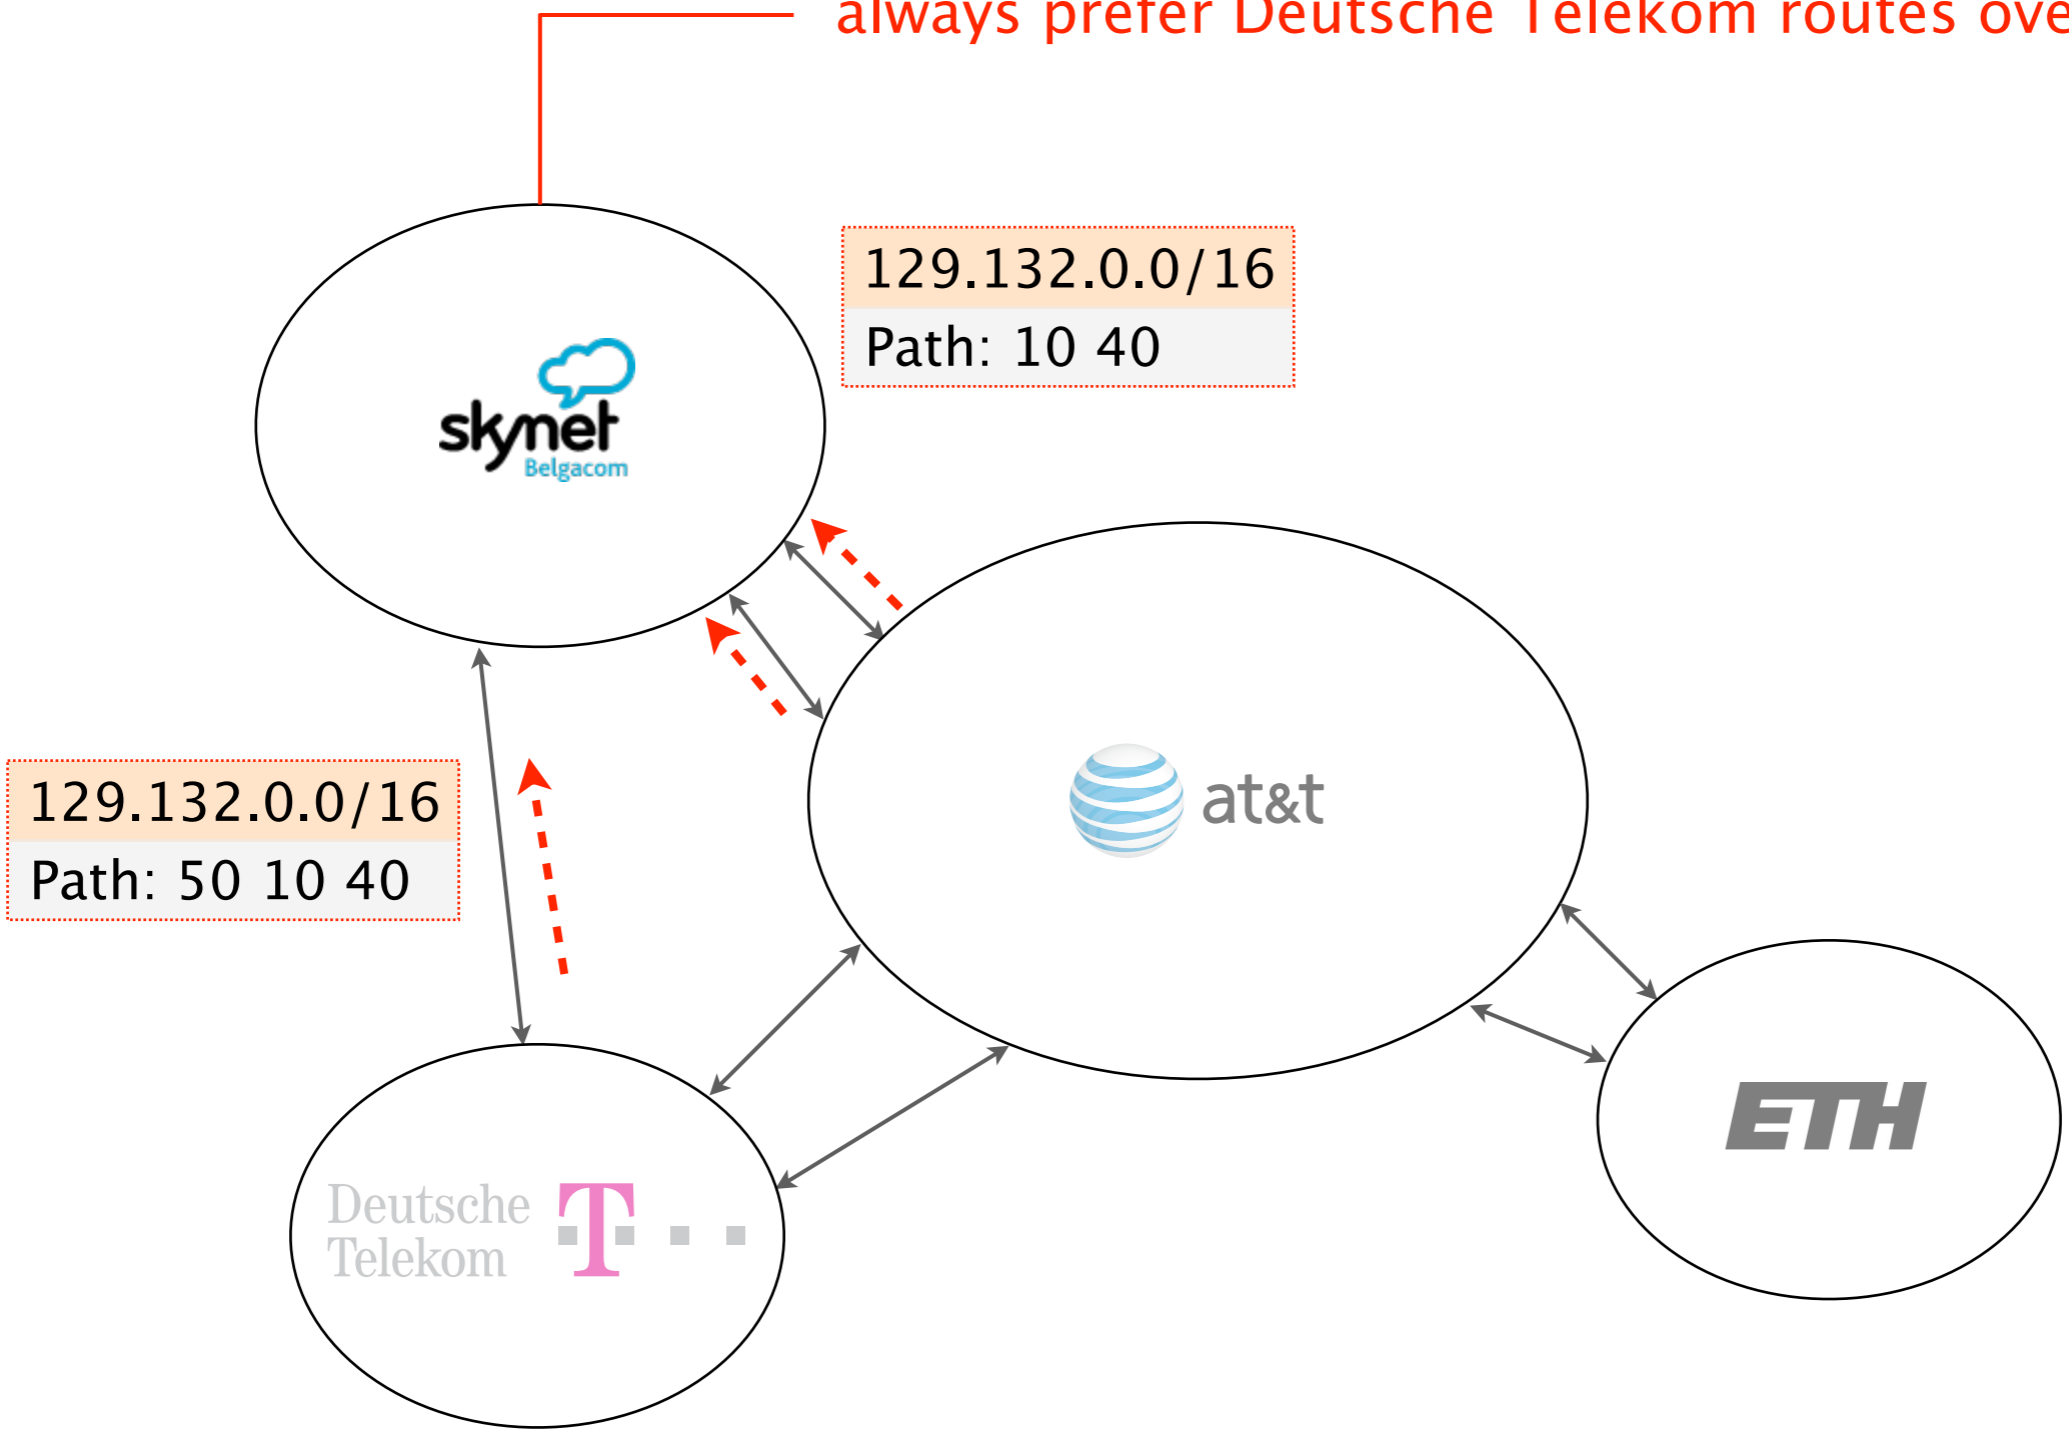 always prefer Deutsche Telekom routes ove
129.132.0.0/16
Path: 10 40
skynet
Belgacom
129.132.0.0/16
Path: 50 10 40
at&t
ETH
Deutsche
Telekom
T